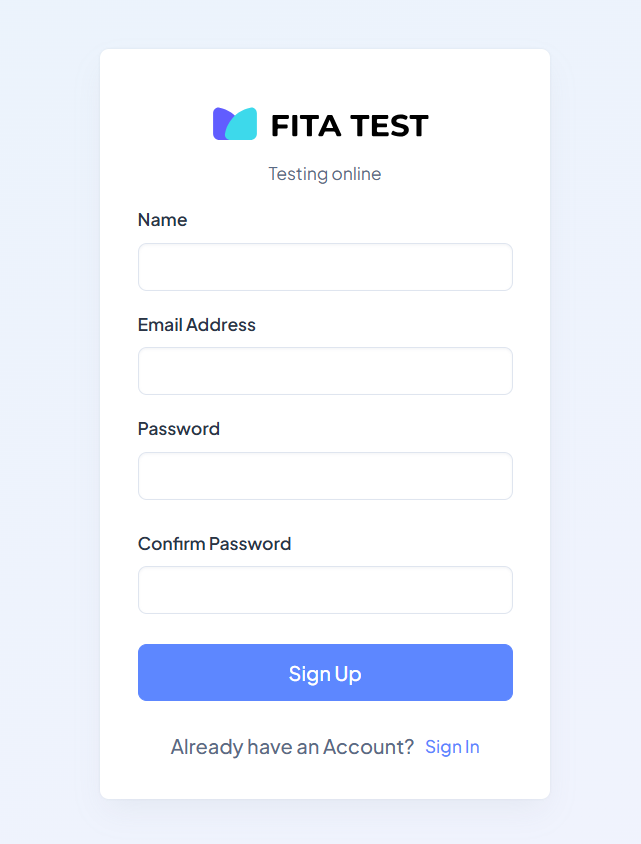 FITA TEST
Testing online
Name
Email Address
Password
Confirm Password
Sign Up
Already have an Account? Sign In